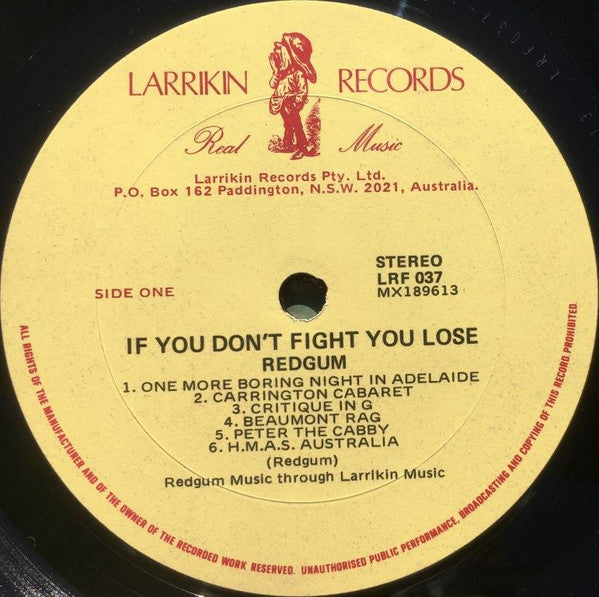 LARRIKIN RECORDS
Real Music
Larrikin Records Pty. Ltd.
P.O. Box 162 Paddington, N.S.W. 2021, Australia.
STEREO
LRF 037
MX189613
SIDE ONE
IF YOU DON'T FIGHT YOU LOSE
REDGUM
1. ONE MORE BORING NIGHT IN ADELAIDE
2. CARRINGTON CABARET
3. CRITIQUE IN G
4. BEAUMONT RAG
5. PETER THE CABBY
6. H.M.A.S. AUSTRALIA
(Redgum)
Redgum Music through Larrikin Music
ALL RIGHTS OF THE MANUFACTURER AND OF THE OWNER OF THE RECORDED WORK RESERVED. UNAUTHORISED PUBLIC PERFORMANCE, BROADCASTING AND COPYING OF THIS RECORD PROHIBITED.